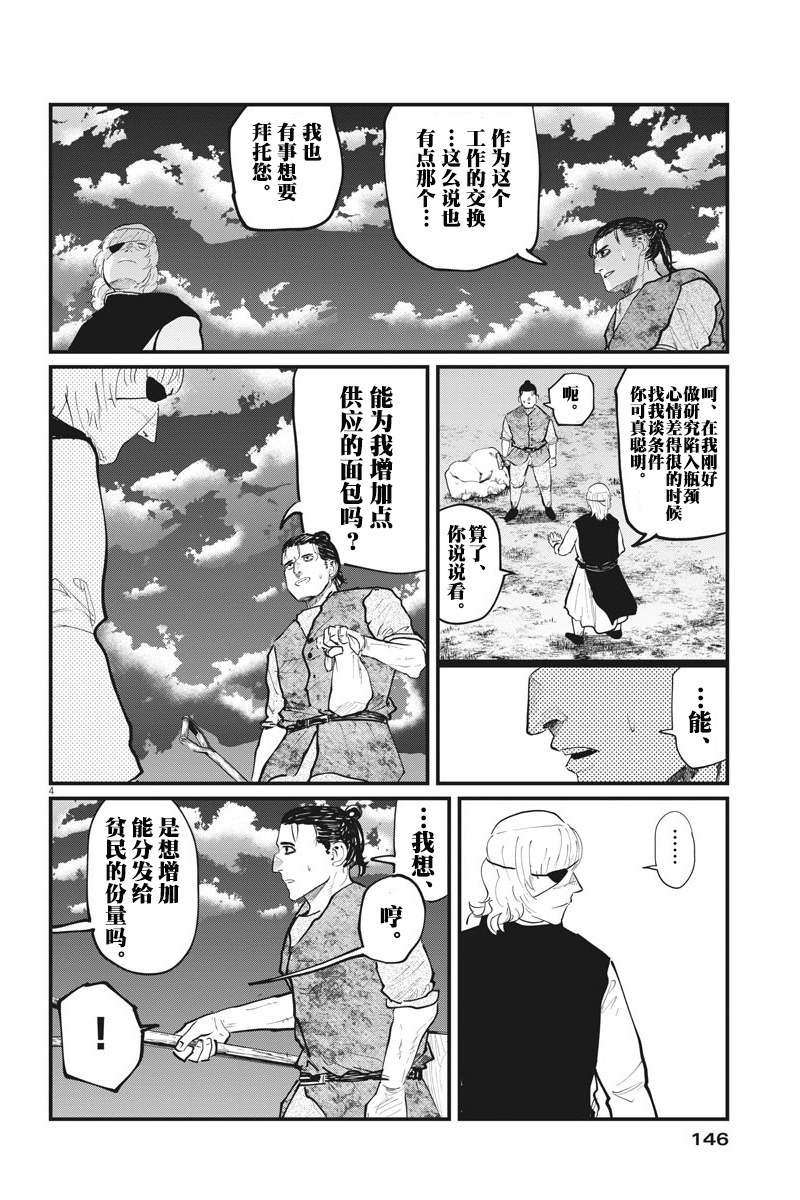 作为这个
工作的交换
…这么说也
有点那个…
我也
有事想要
拜托您。
呵、在我刚好
做研究陷入瓶颈
心情差得很的时候
找我谈条件
你可真聪明。
呃。
算了、
你说说看。
…能、
能为我增加点
供应的面包吗？
……
…我想、
哼。
是想增加
能分发给
贫民的份量吗。
！
4
146